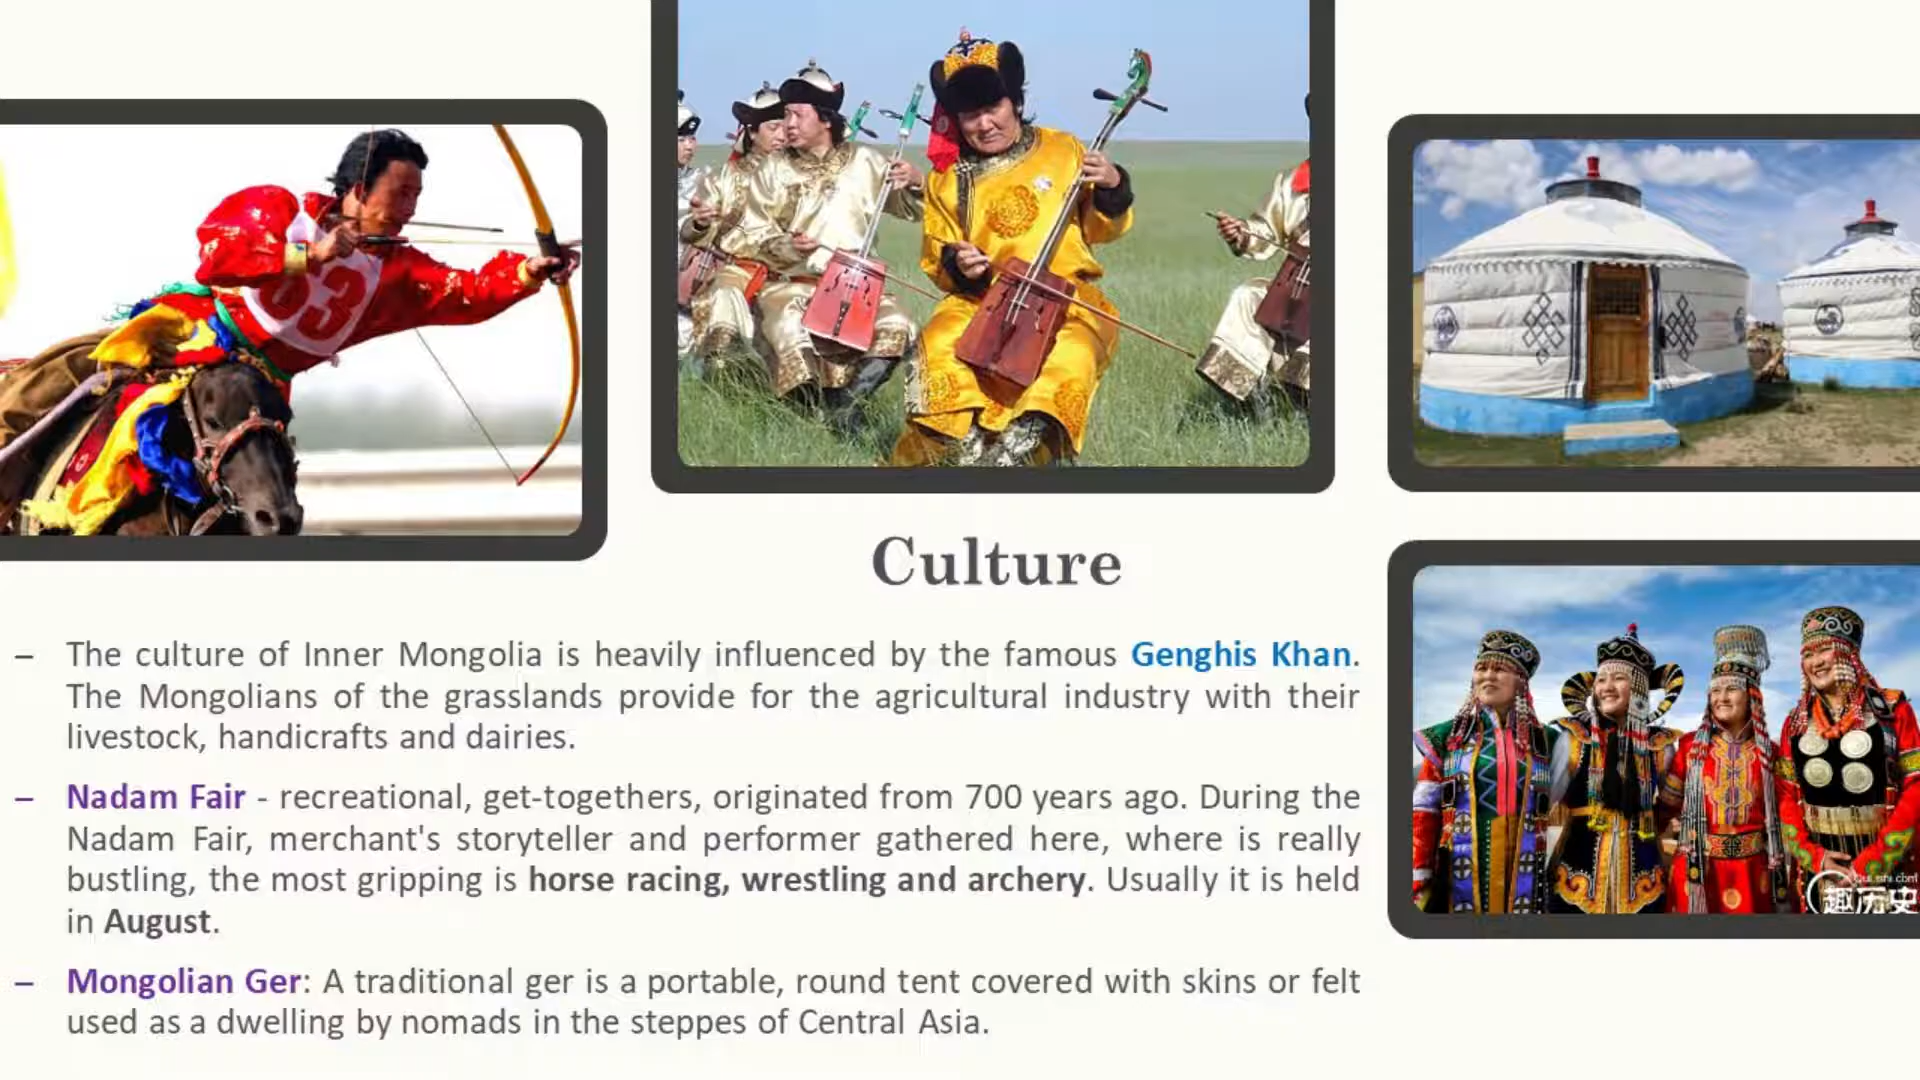 63
Culture
– The culture of Inner Mongolia is heavily influenced by the famous Genghis Khan.
The Mongolians of the grasslands provide for the agricultural industry with their
livestock, handicrafts and dairies.
– Nadam Fair - recreational, get-togethers, originated from 700 years ago. During the
Nadam Fair, merchant's storyteller and performer gathered here, where is really
bustling, the most gripping is horse racing, wrestling and archery. Usually it is held
in August.
– Mongolian Ger: A traditional ger is a portable, round tent covered with skins or felt
used as a dwelling by nomads in the steppes of Central Asia.
趣历史